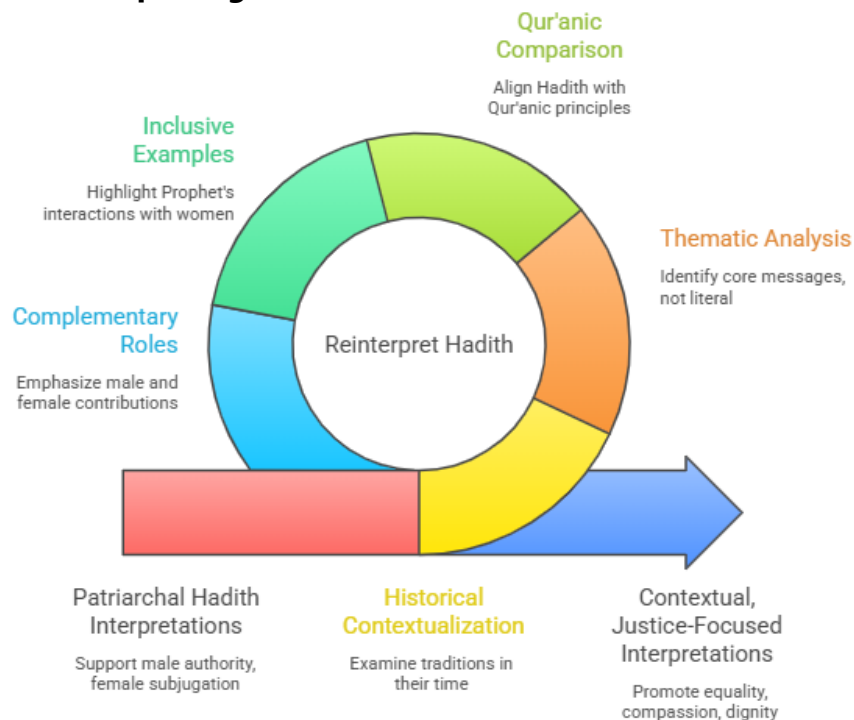 Qur'anic
Comparison
Align Hadith with
Qur'anic principles
Inclusive
Examples
Highlight Prophet's
interactions with women
Thematic Analysis
Identify core messages,
not literal
Complementary
Roles
Emphasize male and
female contributions
Reinterpret Hadith
Patriarchal Hadith
Interpretations
Support male authority,
female subjugation
Historical
Contextualization
Examine traditions in
their time
Contextual,
Justice-Focused
Interpretations
Promote equality,
compassion, dignity